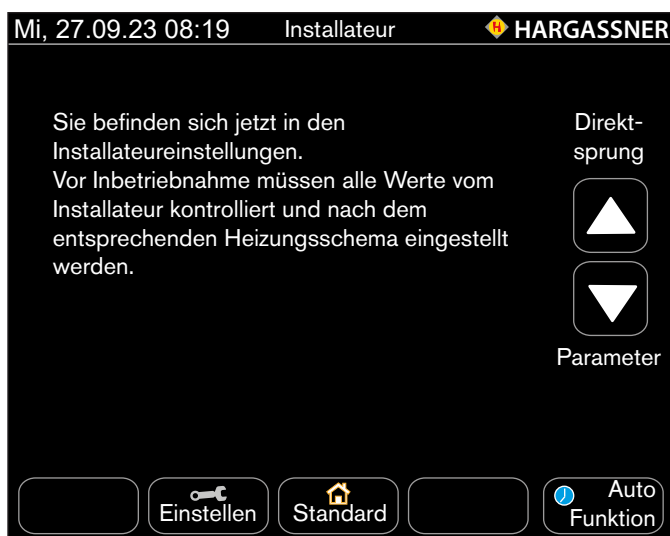 Mi, 27.09.23 08:19 Installateur HARGASSNER
Sie befinden sich jetzt in den
Installateureinstellungen.
Vor Inbetriebnahme müssen alle Werte vom
Installateur kontrolliert und nach dem
entsprechenden Heizungsschema eingestellt
werden.
Direkt-
sprung
Parameter
Einstellen
Standard
Auto
Funktion